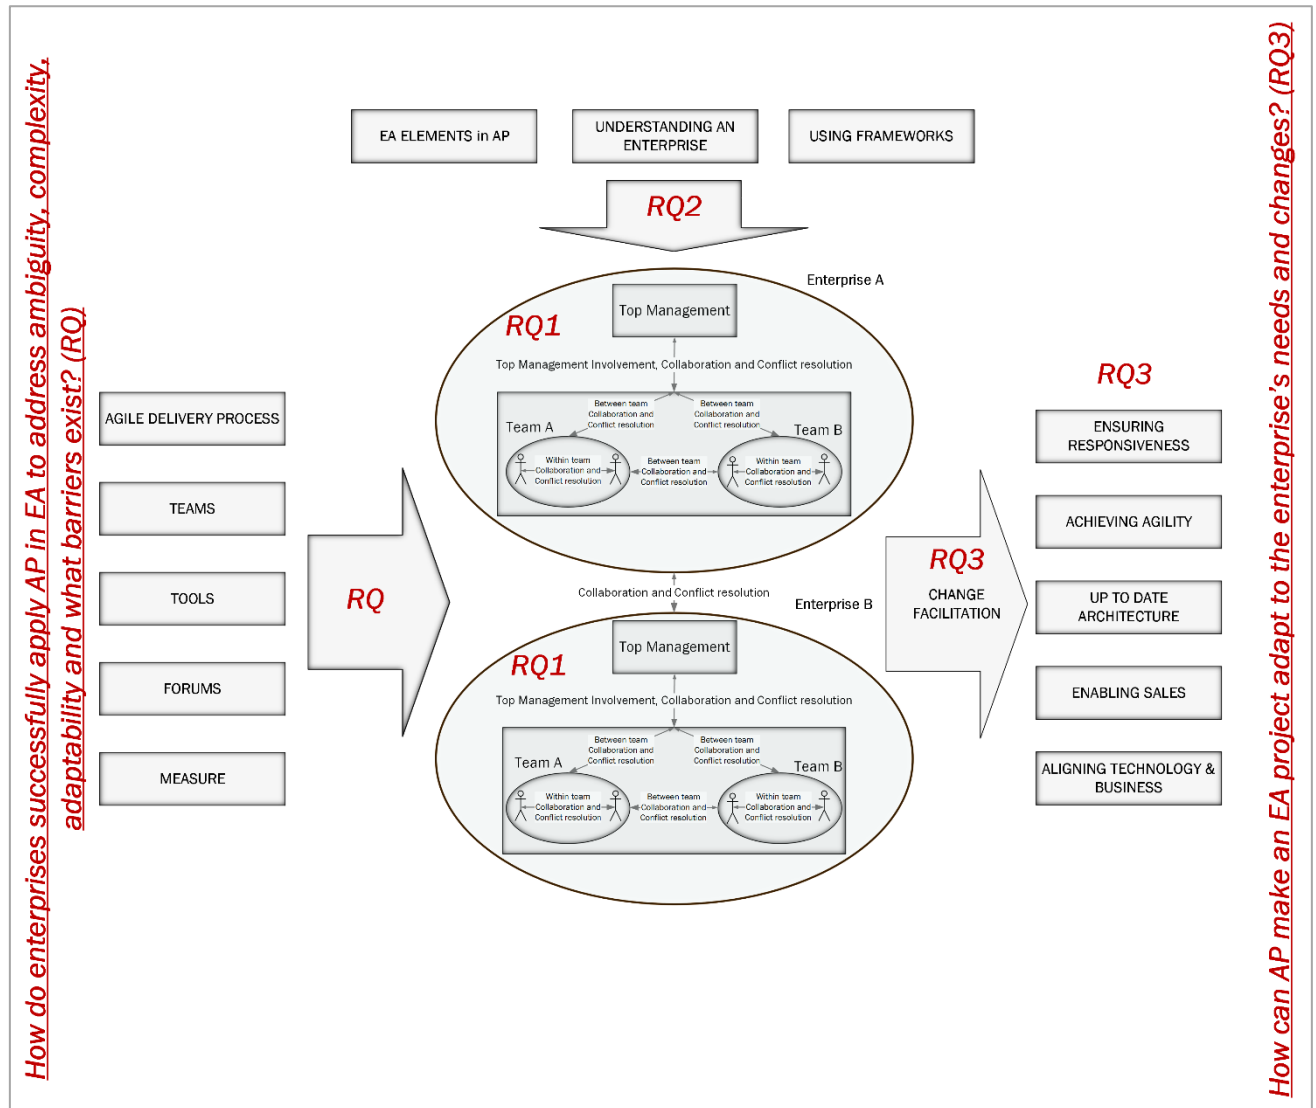 How do enterprises successfully apply AP in EA to address ambiguity, complexity,
adaptability and what barriers exist? (RQ)
EA ELEMENTS in AP
UNDERSTANDING AN
ENTERPRISE
USING FRAMEWORKS
RQ2
AGILE DELIVERY PROCESS
TEAMS
TOOLS
FORUMS
MEASURE
RQ
Enterprise A
RQ1
Top Management
Top Management Involvement, Collaboration and Conflict resolution
Between team
Collaboration and
Conflict resolution
Between team
Collaboration and
Conflict resolution
Team A
Team B
Within team
Collaboration and
Conflict resolution
Between team
Collaboration and
Conflict resolution
Within team
Collaboration and
Conflict resolution
Collaboration and Conflict resolution
Enterprise B
RQ1
Top Management
Top Management Involvement, Collaboration and Conflict resolution
Between team
Collaboration and
Conflict resolution
Between team
Collaboration and
Conflict resolution
Team A
Team B
Within team
Collaboration and
Conflict resolution
Between team
Collaboration and
Conflict resolution
Within team
Collaboration and
Conflict resolution
RQ3
CHANGE
FACILITATION
RQ3
ENSURING
RESPONSIVENESS
ACHIEVING AGILITY
UP TO DATE
ARCHITECTURE
ENABLING SALES
ALIGNING TECHNOLOGY &
BUSINESS
How can AP make an EA project adapt to the enterprise's needs and changes? (RQ3)